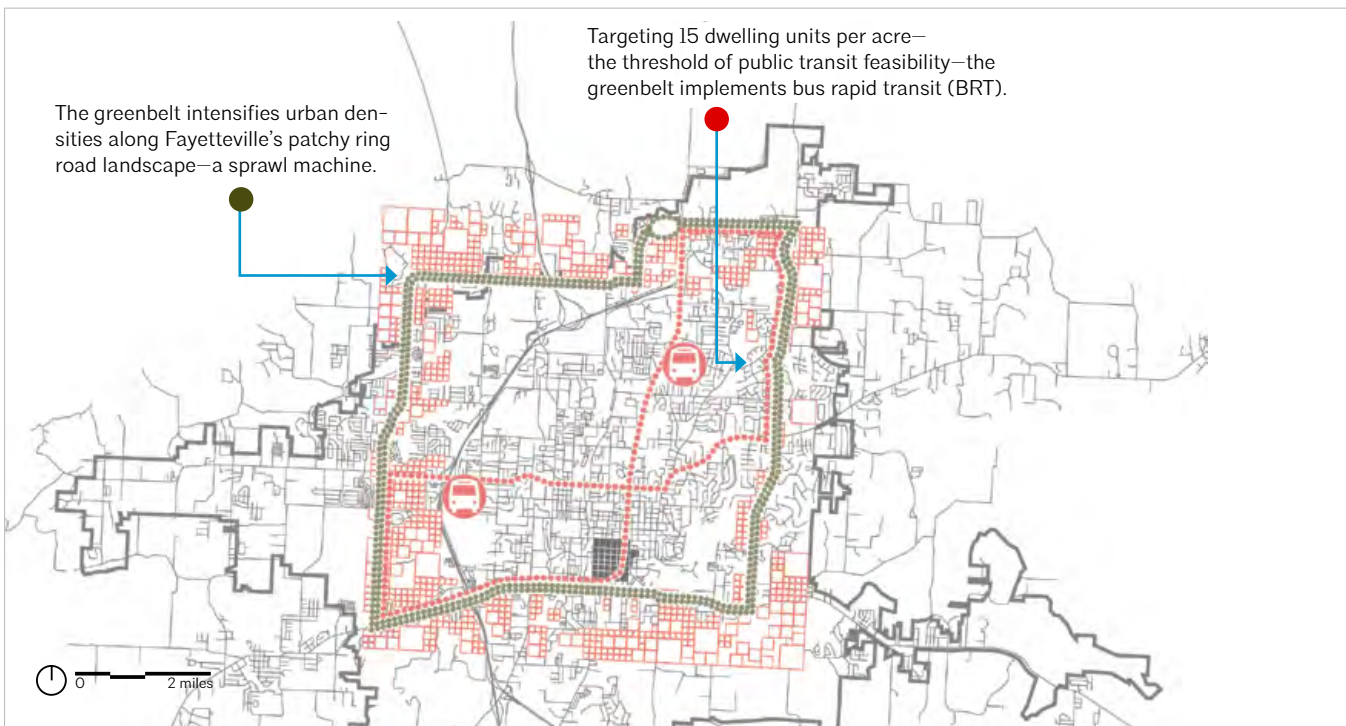 Targeting 15 dwelling units per acre—
the threshold of public transit feasibility—the
greenbelt implements bus rapid transit (BRT).
The greenbelt intensifies urban den-
sities along Fayetteville's patchy ring
road landscape—a sprawl machine.
0 2 miles